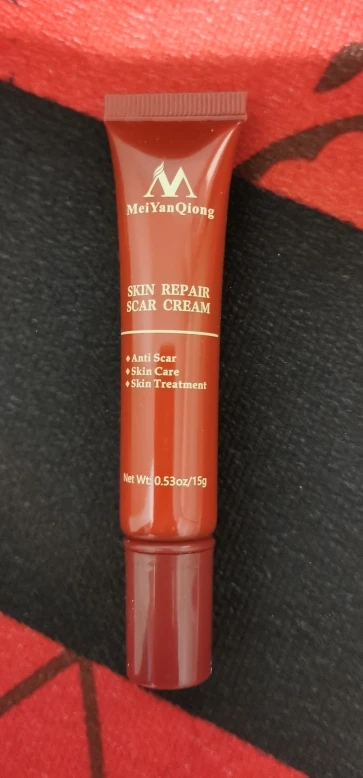 MeiYanQiong
SKIN REPAIR
SCAR CREAM
♦Anti Scar
♦Skin Care
♦Skin Treatment
Net Wt: 0.53oz/15g